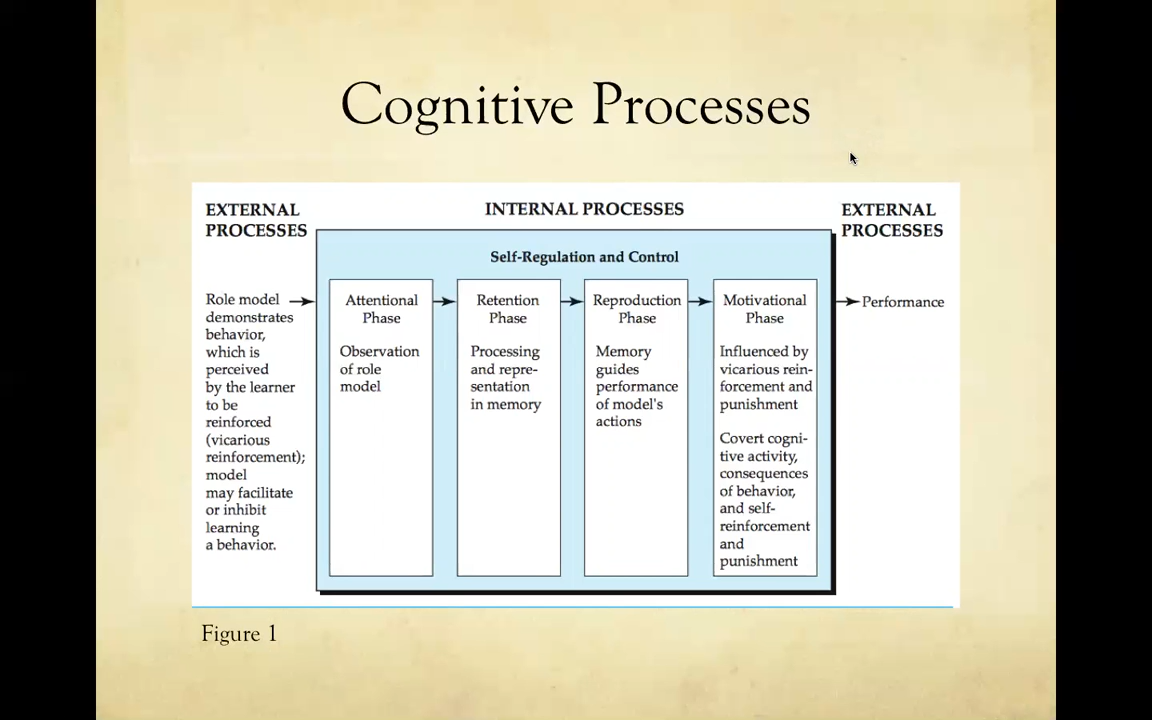 Cognitive Processes
EXTERNAL
PROCESSES
INTERNAL PROCESSES
EXTERNAL
PROCESSES
Self-Regulation and Control
Role model
demonstrates
behavior,
which is
perceived
by the learner
to be
reinforced
(vicarious
reinforcement);
model
may facilitate
or inhibit
learning
a behavior.
Attentional
Phase
Observation
of role
model
Retention
Phase
Processing
and repre-
sentation
in memory
Reproduction
Phase
Memory
guides
performance
of model's
actions
Motivational
Phase
Influenced by
vicarious rein-
forcement and
punishment
Covert cogni-
tive activity,
consequences
of behavior,
and self-
reinforcement
and
punishment
Performance
Figure 1